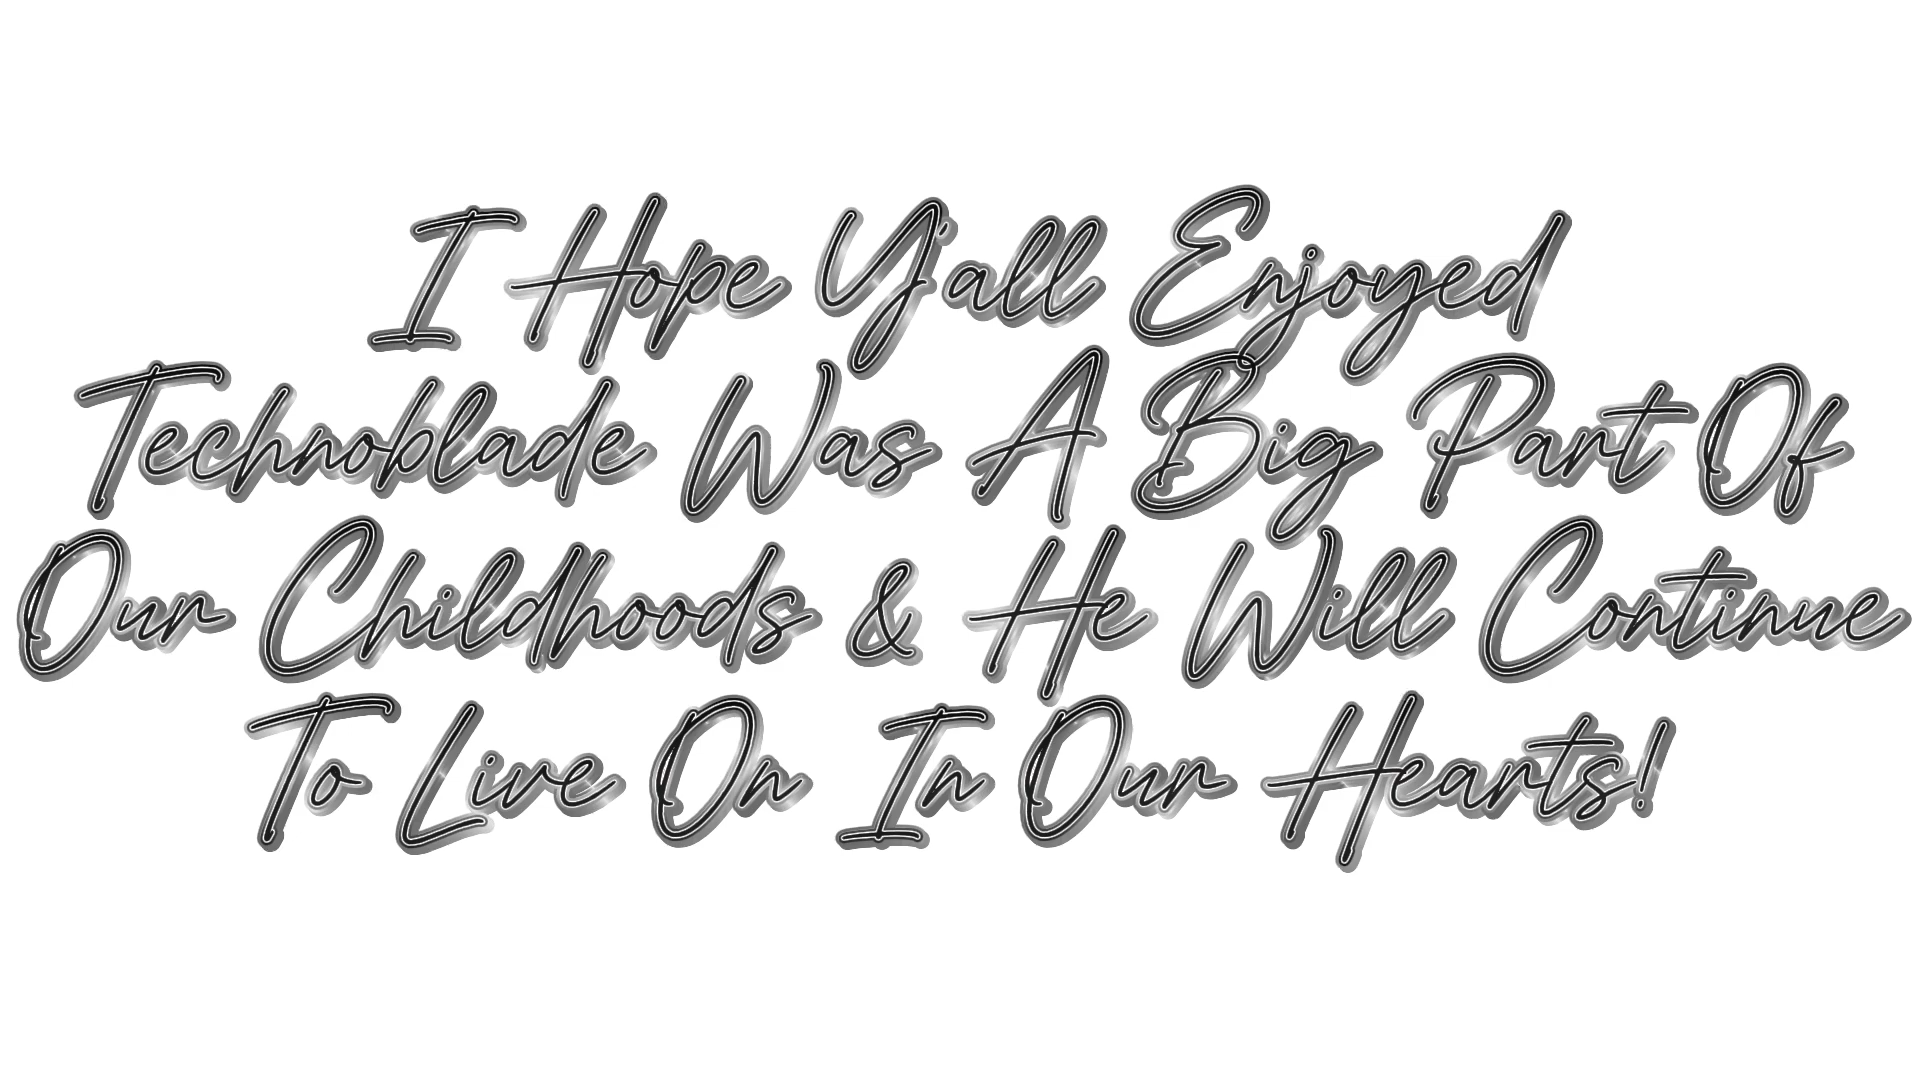 I Hope Y'all Enjoyed
Technoblade Was A Big Part Of
Our Childhoods & He Will Continue
To Live On In Our Hearts!